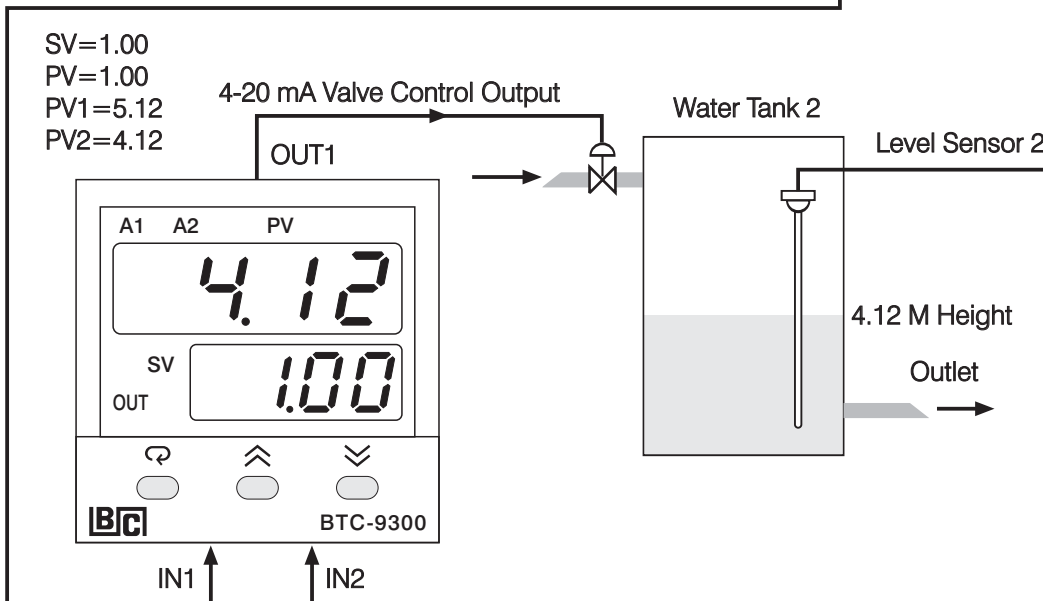 SV=1.00
PV=1.00
PV1=5.12
PV2=4.12
4-20 mA Valve Control Output
OUT1
Water Tank 2
Level Sensor 2
A1 A2 PV
4.12
SV
1.00
OUT
4.12 M Height
Outlet
BTC
BTC-9300
IN1
IN2